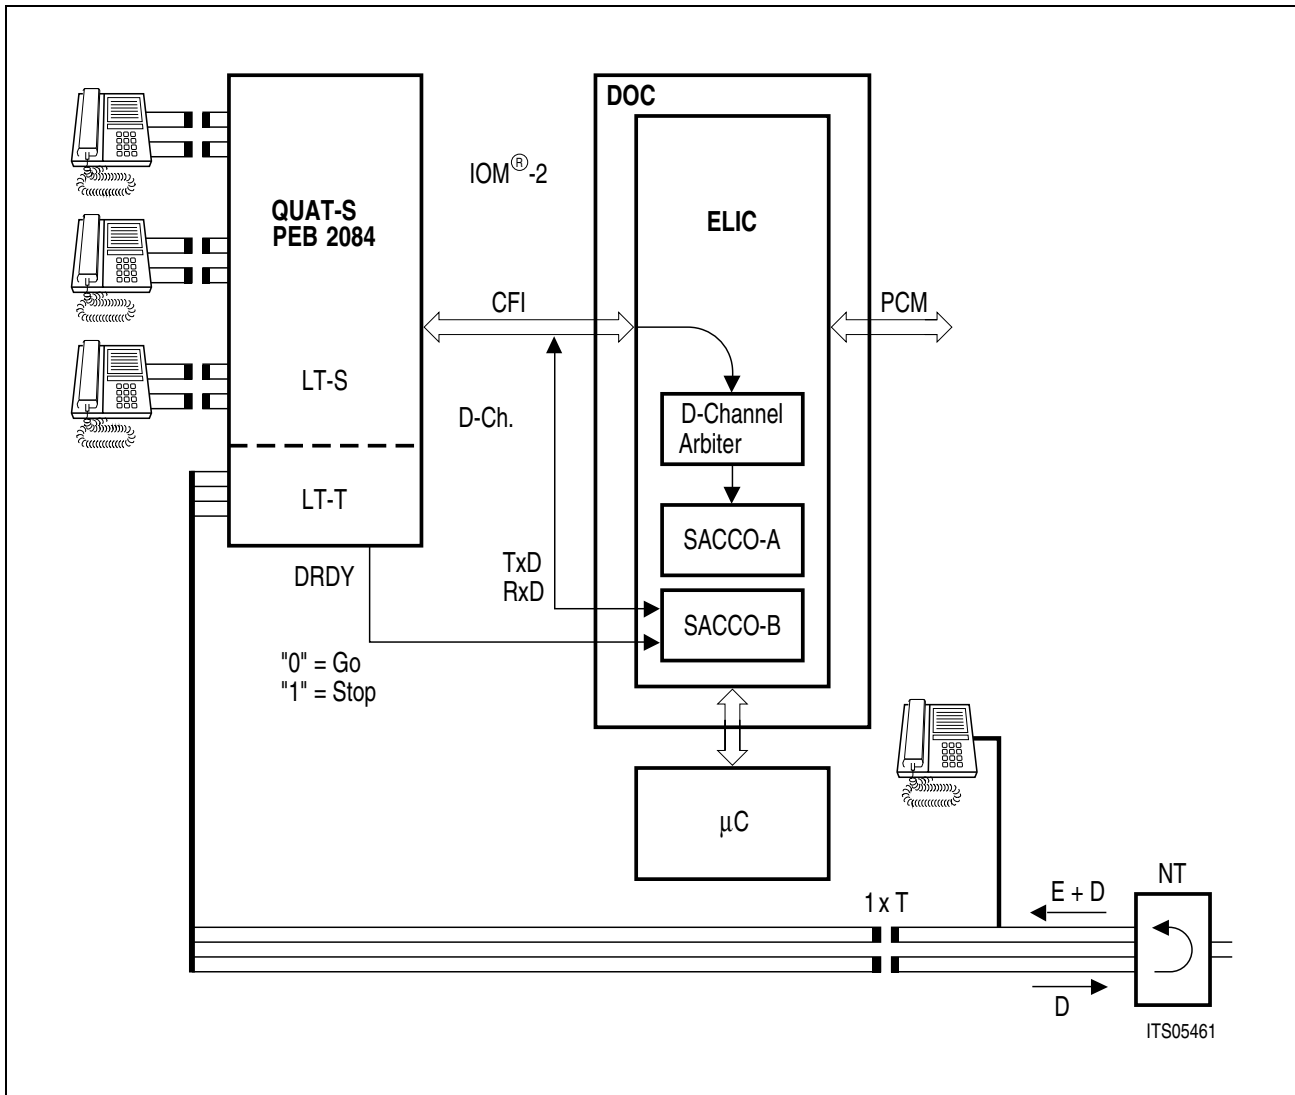 DOC
IOM®-2
QUAT-S
PEB 2084
ELIC
CFI
PCM
LT-S
D-Ch.
D-Channel
Arbiter
LT-T
SACCO-A
DRDY
TxD
RxD
SACCO-B
"0" = Go
"1" = Stop
µC
NT
1 x T
E + D
D
ITS05461